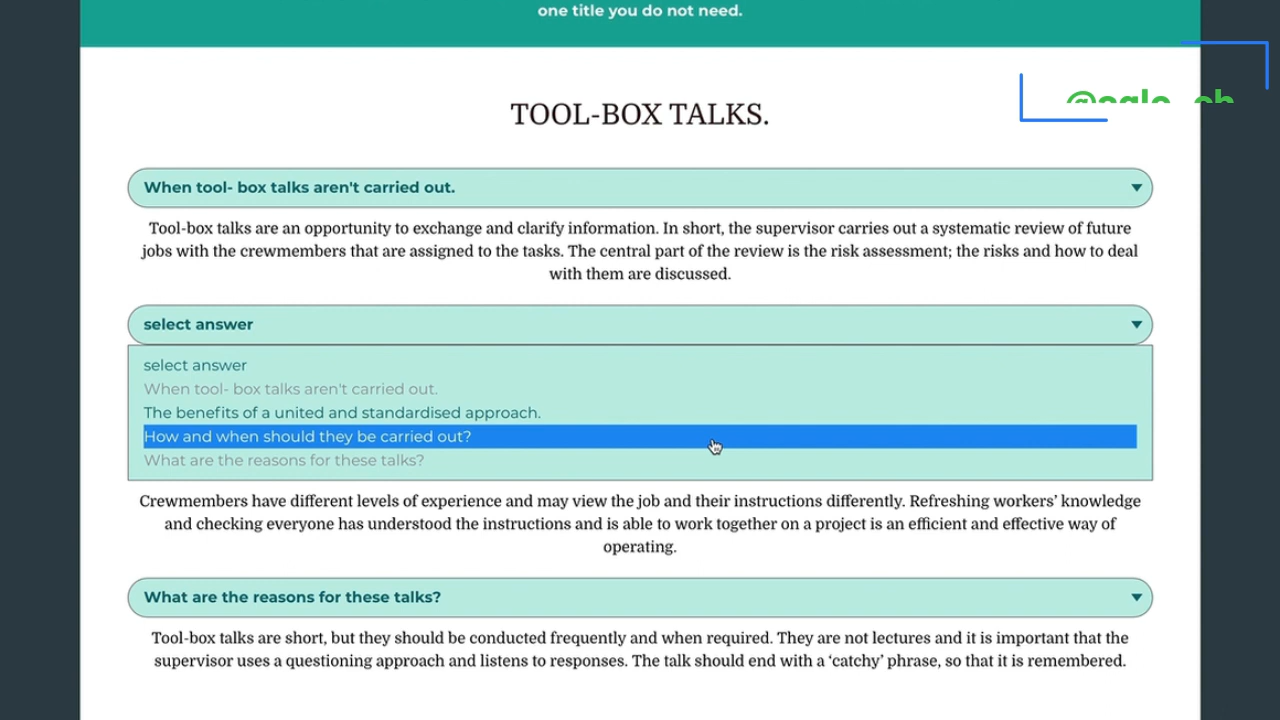 one title you do not need.
TOOL-BOX TALKS.
When tool- box talks aren't carried out.
Tool-box talks are an opportunity to exchange and clarify information. In short, the supervisor carries out a systematic review of future
jobs with the crewmembers that are assigned to the tasks. The central part of the review is the risk assessment; the risks and how to deal
with them are discussed.
select answer
select answer
When tool- box talks aren't carried out.
The benefits of a united and standardised approach.
How and when should they be carried out?
What are the reasons for these talks?
Crewmembers have different levels of experience and may view the job and their instructions differently. Refreshing workers’ knowledge
and checking everyone has understood the instructions and is able to work together on a project is an efficient and effective way of
operating.
What are the reasons for these talks?
Tool-box talks are short, but they should be conducted frequently and when required. They are not lectures and it is important that the
supervisor uses a questioning approach and listens to responses. The talk should end with a ‘catchy’ phrase, so that it is remembered.